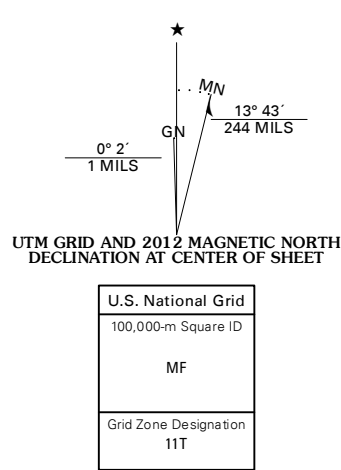 ★
MN
13° 43´
244 MILS
GN
0° 2´
1 MILS
UTM GRID AND 2012 MAGNETIC NORTH
DECLINATION AT CENTER OF SHEET
U.S. National Grid
100,000-m Square ID
MF
Grid Zone Designation
11T